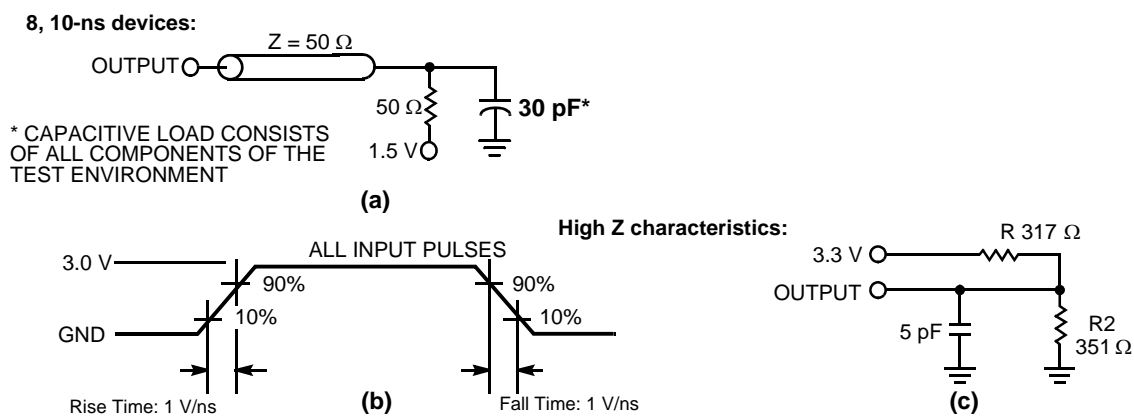 8, 10-ns devices:
Z = 50 Ω
OUTPUT
50 Ω
30 pF*
* CAPACITIVE LOAD CONSISTS
OF ALL COMPONENTS OF THE
TEST ENVIRONMENT
1.5 V
(a)
High Z characteristics:
ALL INPUT PULSES
3.0 V
90%
90%
10%
10%
GND
Rise Time: 1 V/ns
(b)
Fall Time: 1 V/ns
R 317 Ω
3.3 V
OUTPUT
5 pF
R2
351 Ω
(c)